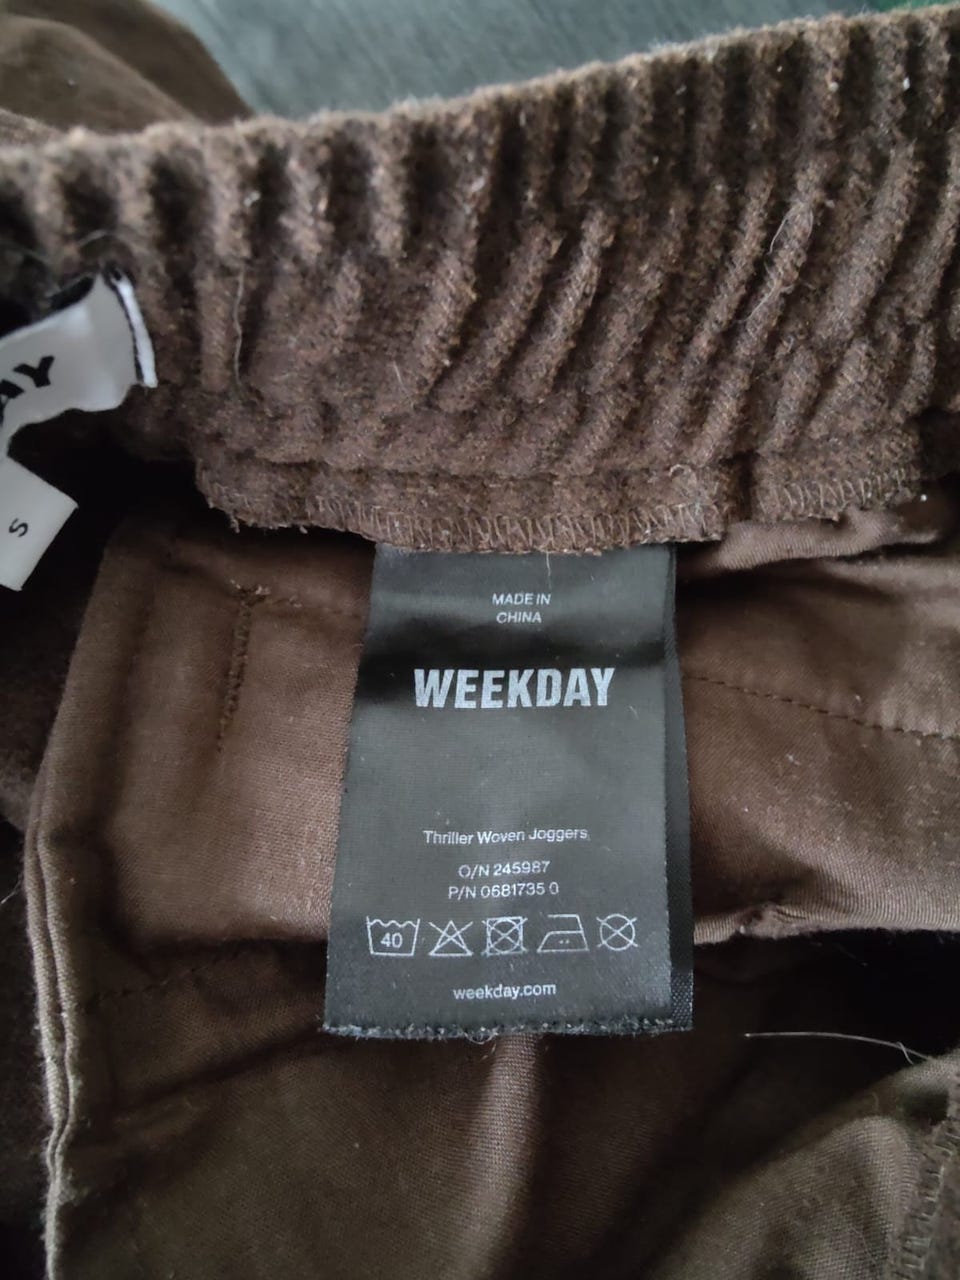 AY
S
MADE IN
CHINA
WEEKDAY
Thriller Woven Joggers
O/N 245987
P/N 0681735 0
40
weekday.com